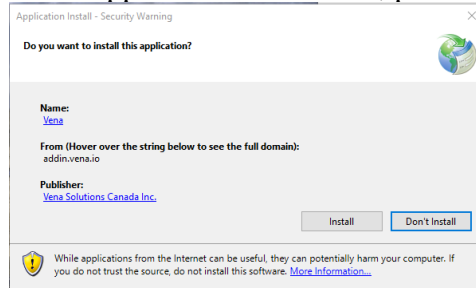 Application Install - Security Warning
Do you want to install this application?
Name:
Vena
From (Hover over the string below to see the full domain):
addin.vena.io
Publisher:
Vena Solutions Canada Inc.
Install Don't Install
While applications from the Internet can be useful, they can potentially harm your computer. If
you do not trust the source, do not install this software. More Information...